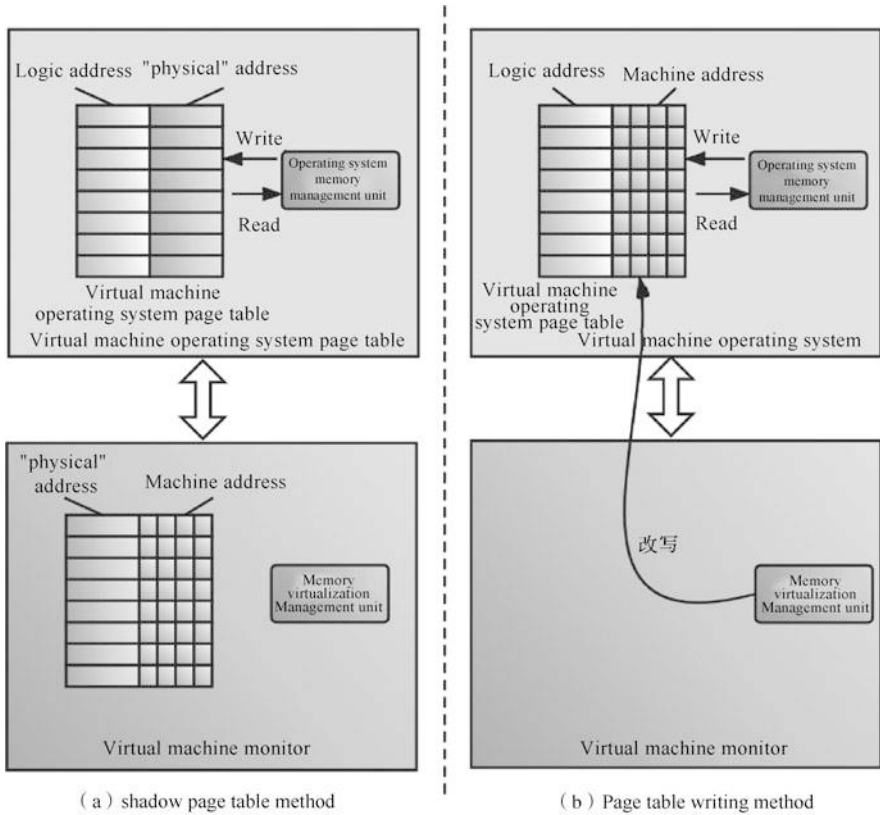 Logic address
"physical" address
Write
Operating system
memory
management unit
Read
Virtual machine
operating system page table
Virtual machine operating system page table
"physical"
address
Machine address
Memory
virtualization
Management unit
Virtual machine monitor
( a ) shadow page table method
Logic address
Machine address
Write
Operating system
memory
management unit
Read
Virtual machine
operating
system page table
Virtual machine operating system
改写
Memory
virtualization
Management unit
Virtual machine monitor
( b ) Page table writing method